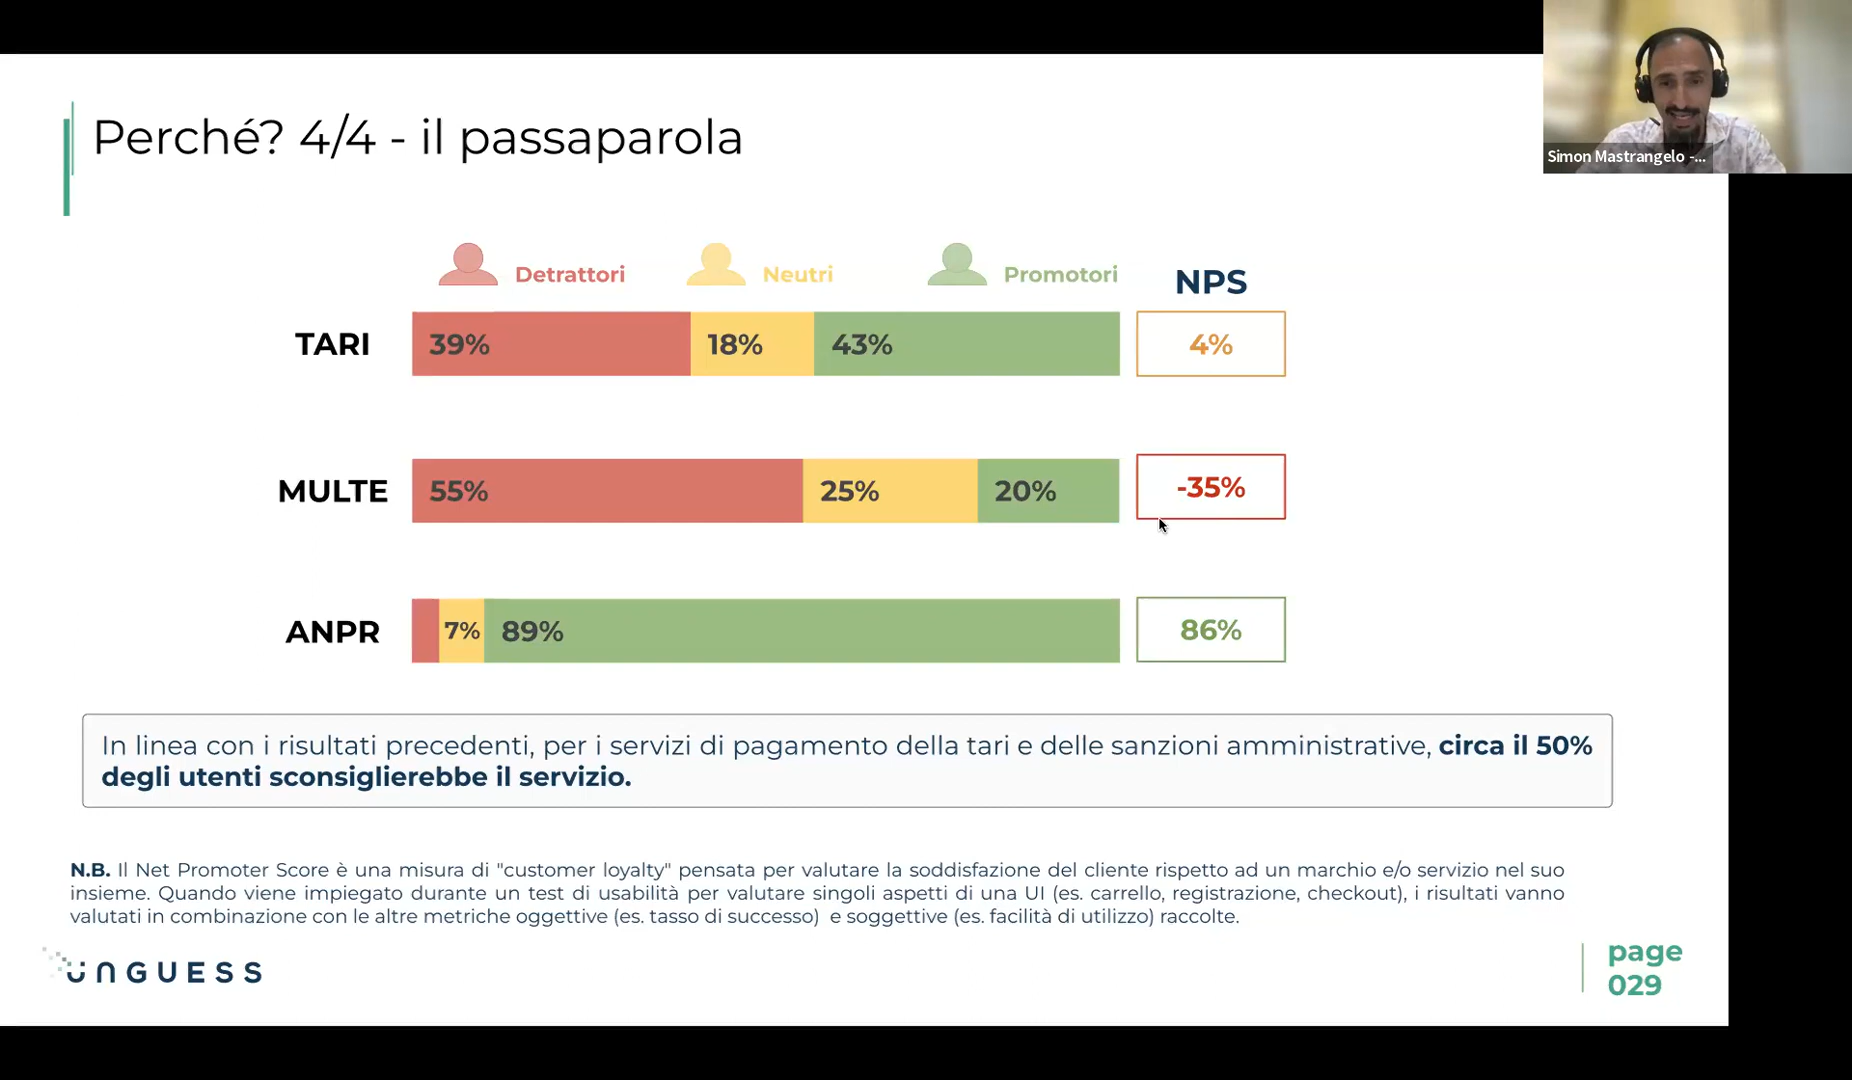 Simon Mastrangelo -...
Perché? 4/4 - il passaparola
Detrattori Neutri Promotori NPS
TARI 39% 18% 43% 4%
MULTE 55% 25% 20% -35%
ANPR 7% 89% 86%
In linea con i risultati precedenti, per i servizi di pagamento della tari e delle sanzioni amministrative, circa il 50%
degli utenti sconsiglierebbe il servizio.
N.B. Il Net Promoter Score è una misura di "customer loyalty" pensata per valutare la soddisfazione del cliente rispetto ad un marchio e/o servizio nel suo
insieme. Quando viene impiegato durante un test di usabilità per valutare singoli aspetti di una UI (es. carrello, registrazione, checkout), i risultati vanno
valutati in combinazione con le altre metriche oggettive (es. tasso di successo) e soggettive (es. facilità di utilizzo) raccolte.
UNGUESS
page
029